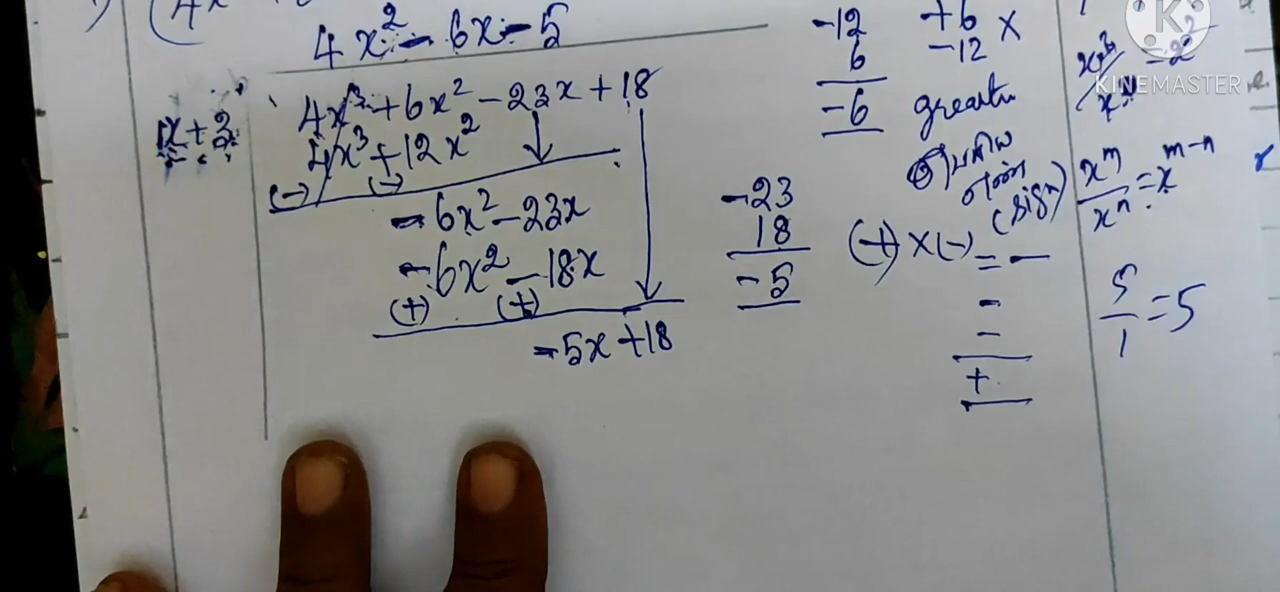 4x² - 6x - 5
4x³ + 6x² - 23x + 18
4x³ + 12x²
(-) (-)
- 6x² - 23x
- 6x² - 18x
(+) (+)
- 5x + 18
-12
6
-6
+6 x
-12
greater
(sign)
-23
18
-5
(+) x (-) = -
-
-
+
K
KINEMASTER
x^m / x^n = x^m-n
5/1 = 5